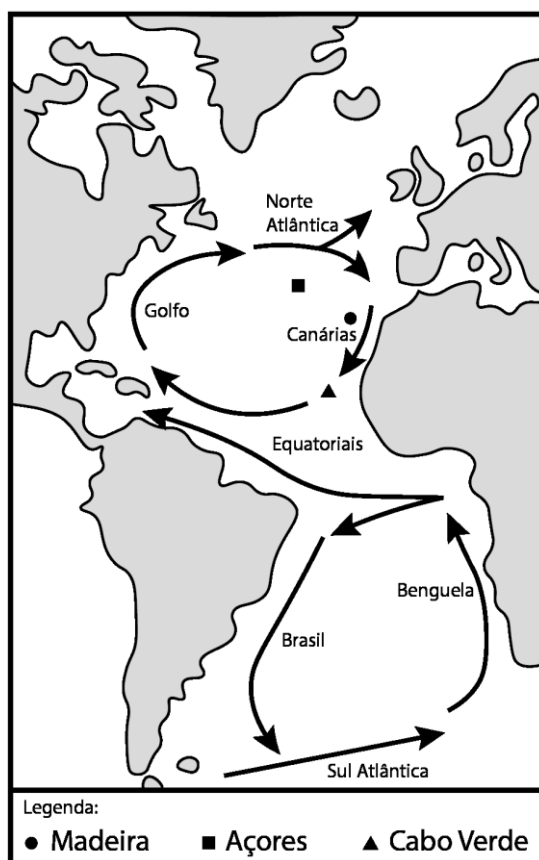 Norte
Atlântica
Golfo
Canárias
Equatoriais
Benguela
Brasil
Sul Atlântica
Legenda:
Madeira
Açores
Cabo Verde